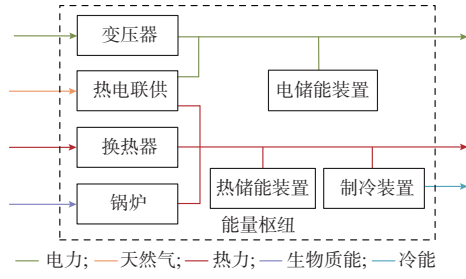 变压器
热电联供
电储能装置
换热器
热储能装置
制冷装置
锅炉
能量枢纽
电力; 天然气; 热力; 生物质能; 冷能